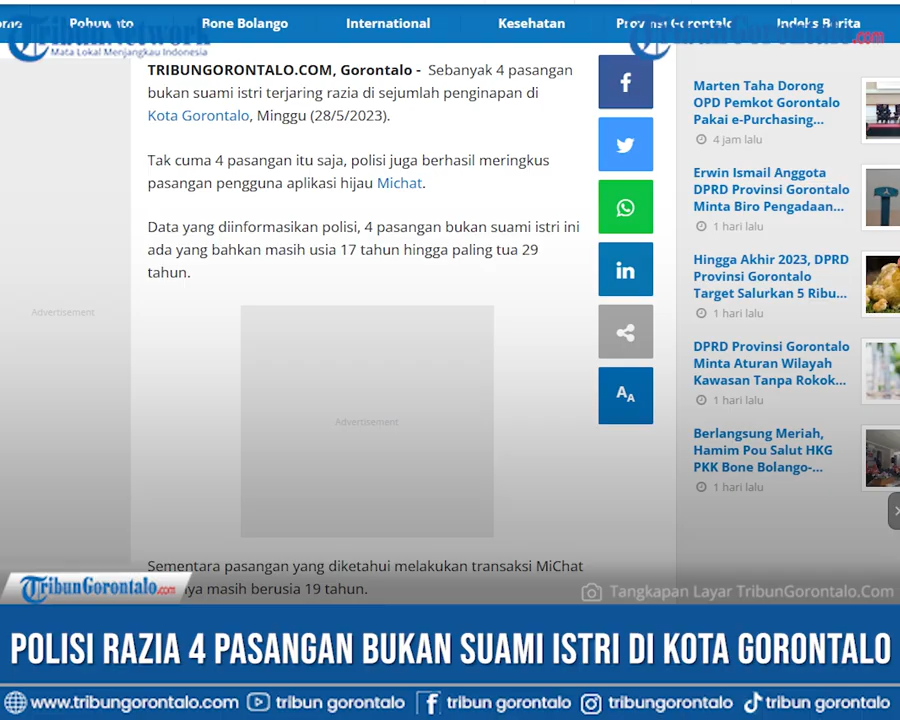 Pohuwato Bone Bolango International Kesehatan Provinsi Gorontalo Indeks Berita
TribunNetwork
Mata Lokal Menjangkau Indonesia
TribunGorontalo.com
TRIBUNGORONTALO.COM, Gorontalo - Sebanyak 4 pasangan
bukan suami istri terjaring razia di sejumlah penginapan di
Kota Gorontalo, Minggu (28/5/2023).
Tak cuma 4 pasangan itu saja, polisi juga berhasil meringkus
pasangan pengguna aplikasi hijau Michat.
Data yang diinformasikan polisi, 4 pasangan bukan suami istri ini
ada yang bahkan masih usia 17 tahun hingga paling tua 29
tahun.
Advertisement
Advertisement
Sementara pasangan yang diketahui melakukan transaksi MiChat
masih berusia 19 tahun.
Marten Taha Dorong
OPD Pemkot Gorontalo
Pakai e-Purchasing...
4 jam lalu
Erwin Ismail Anggota
DPRD Provinsi Gorontalo
Minta Biro Pengadaan...
1 hari lalu
Hingga Akhir 2023, DPRD
Provinsi Gorontalo
Target Salurkan 5 Ribu...
1 hari lalu
DPRD Provinsi Gorontalo
Minta Aturan Wilayah
Kawasan Tanpa Rokok...
1 hari lalu
Berlangsung Meriah,
Hamim Pou Salut HKG
PKK Bone Bolango-...
1 hari lalu
AA
TribunGorontalo.com
Tangkapan Layar TribunGorontalo.Com
POLISI RAZIA 4 PASANGAN BUKAN SUAMI ISTRI DI KOTA GORONTALO
www.tribungorontalo.com tribun gorontalo tribun gorontalo tribungorontalo tribun gorontalo